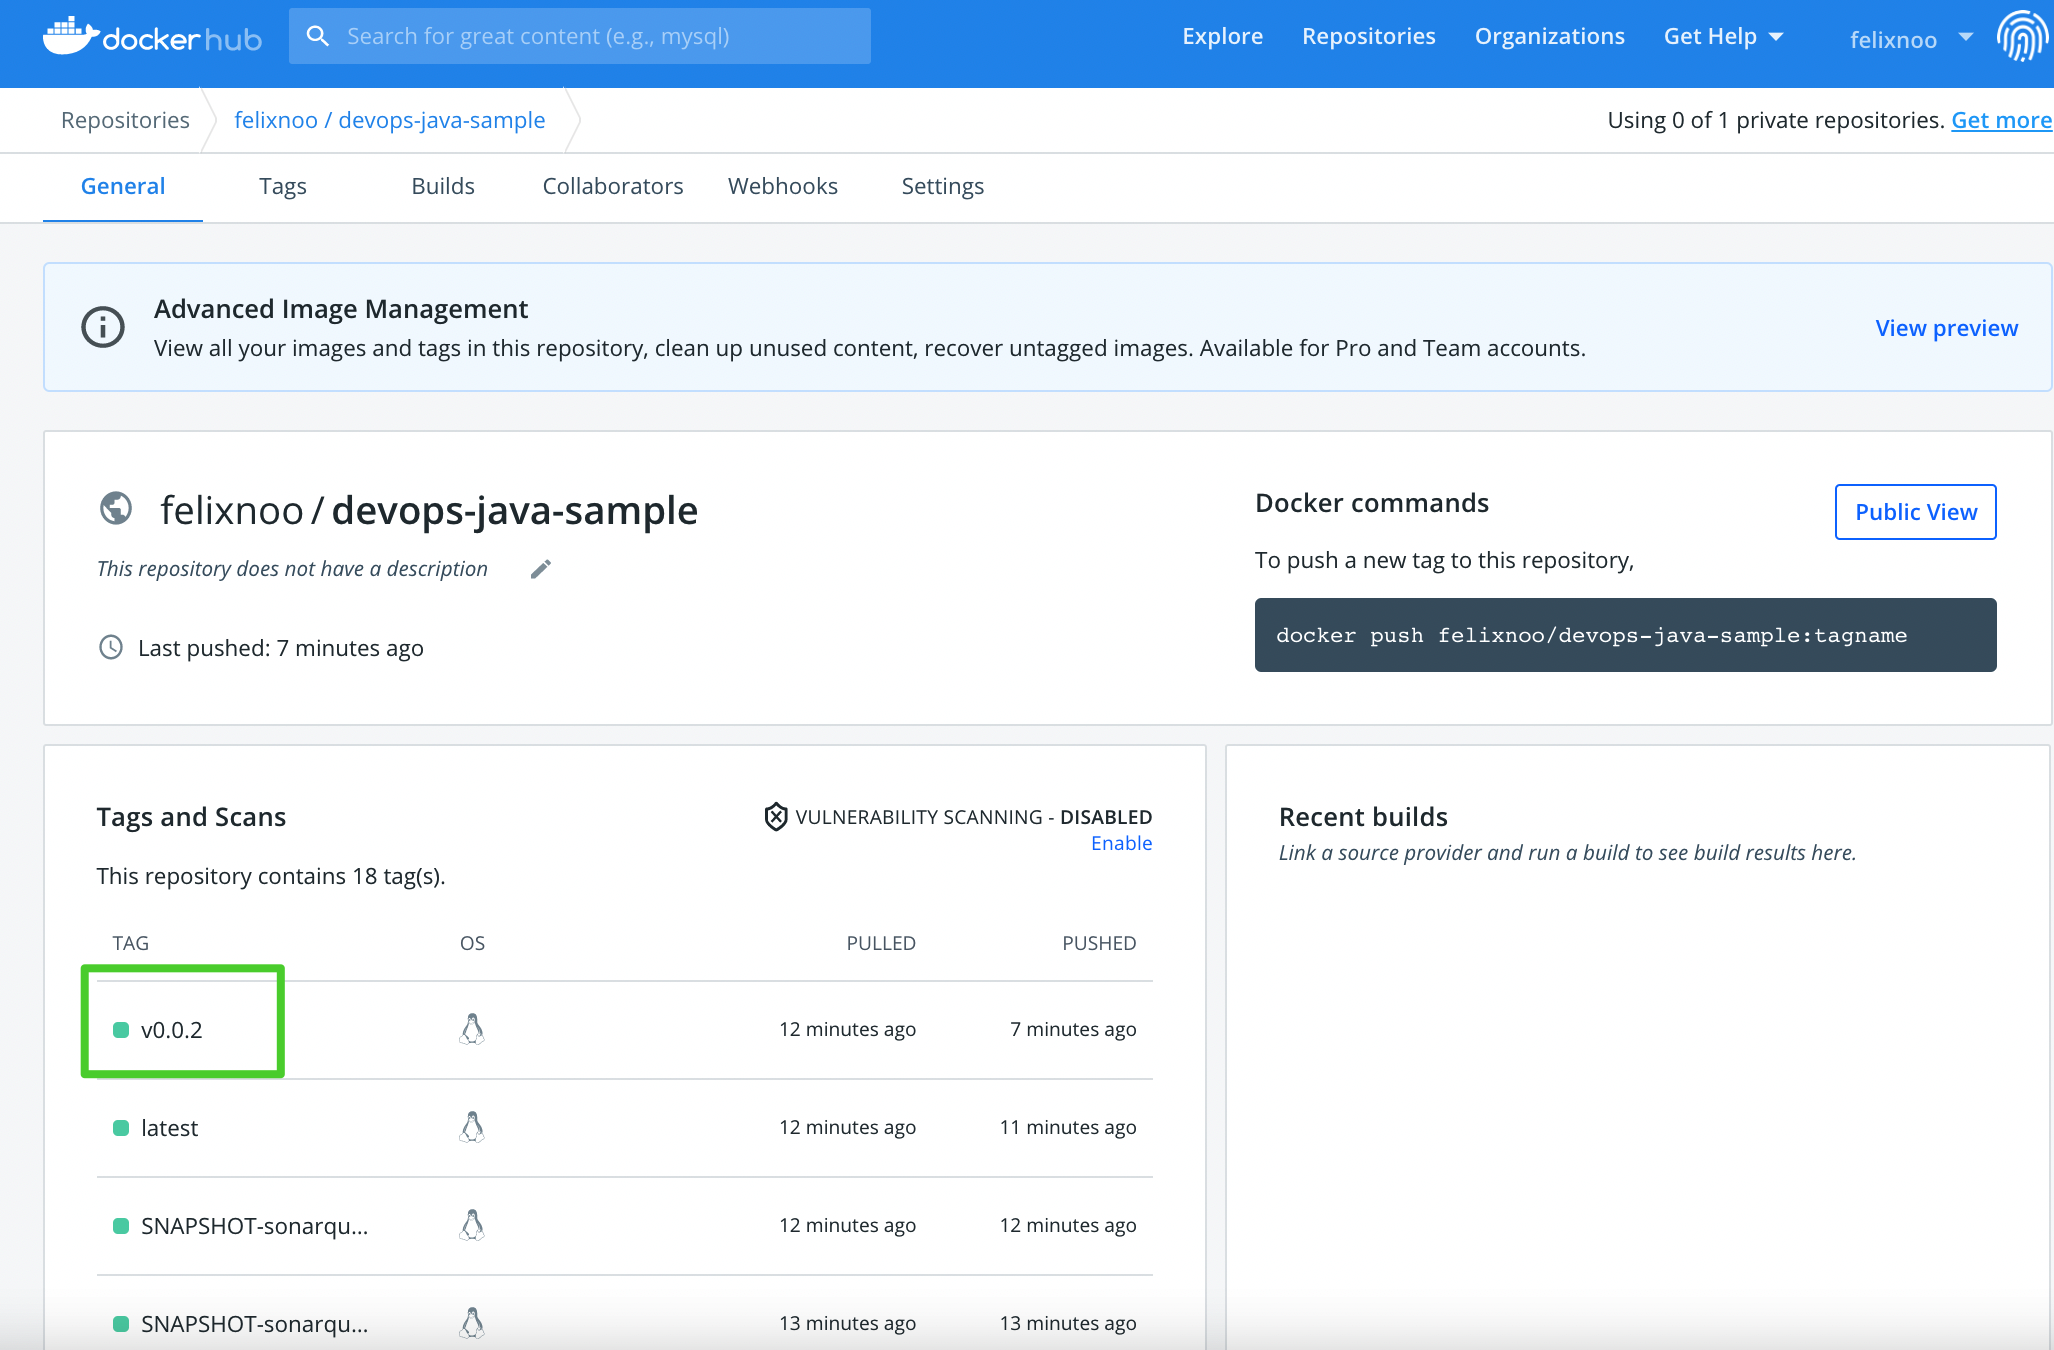 docker hub
Search for great content (e.g., mysql)
Explore
Repositories
Organizations
Get Help
felixnoo
Repositories
felixnoo / devops-java-sample
Using 0 of 1 private repositories. Get more
General
Tags
Builds
Collaborators
Webhooks
Settings
Advanced Image Management
View all your images and tags in this repository, clean up unused content, recover untagged images. Available for Pro and Team accounts.
View preview
felixnoo / devops-java-sample
This repository does not have a description
Last pushed: 7 minutes ago
Docker commands
Public View
To push a new tag to this repository,
docker push felixnoo/devops-java-sample:tagname
Tags and Scans
VULNERABILITY SCANNING - DISABLED
Enable
This repository contains 18 tag(s).
TAG OS PULLED PUSHED
v0.0.2 12 minutes ago 7 minutes ago
latest 12 minutes ago 11 minutes ago
SNAPSHOT-sonarqu... 12 minutes ago 12 minutes ago
SNAPSHOT-sonarqu... 13 minutes ago 13 minutes ago
Recent builds
Link a source provider and run a build to see build results here.